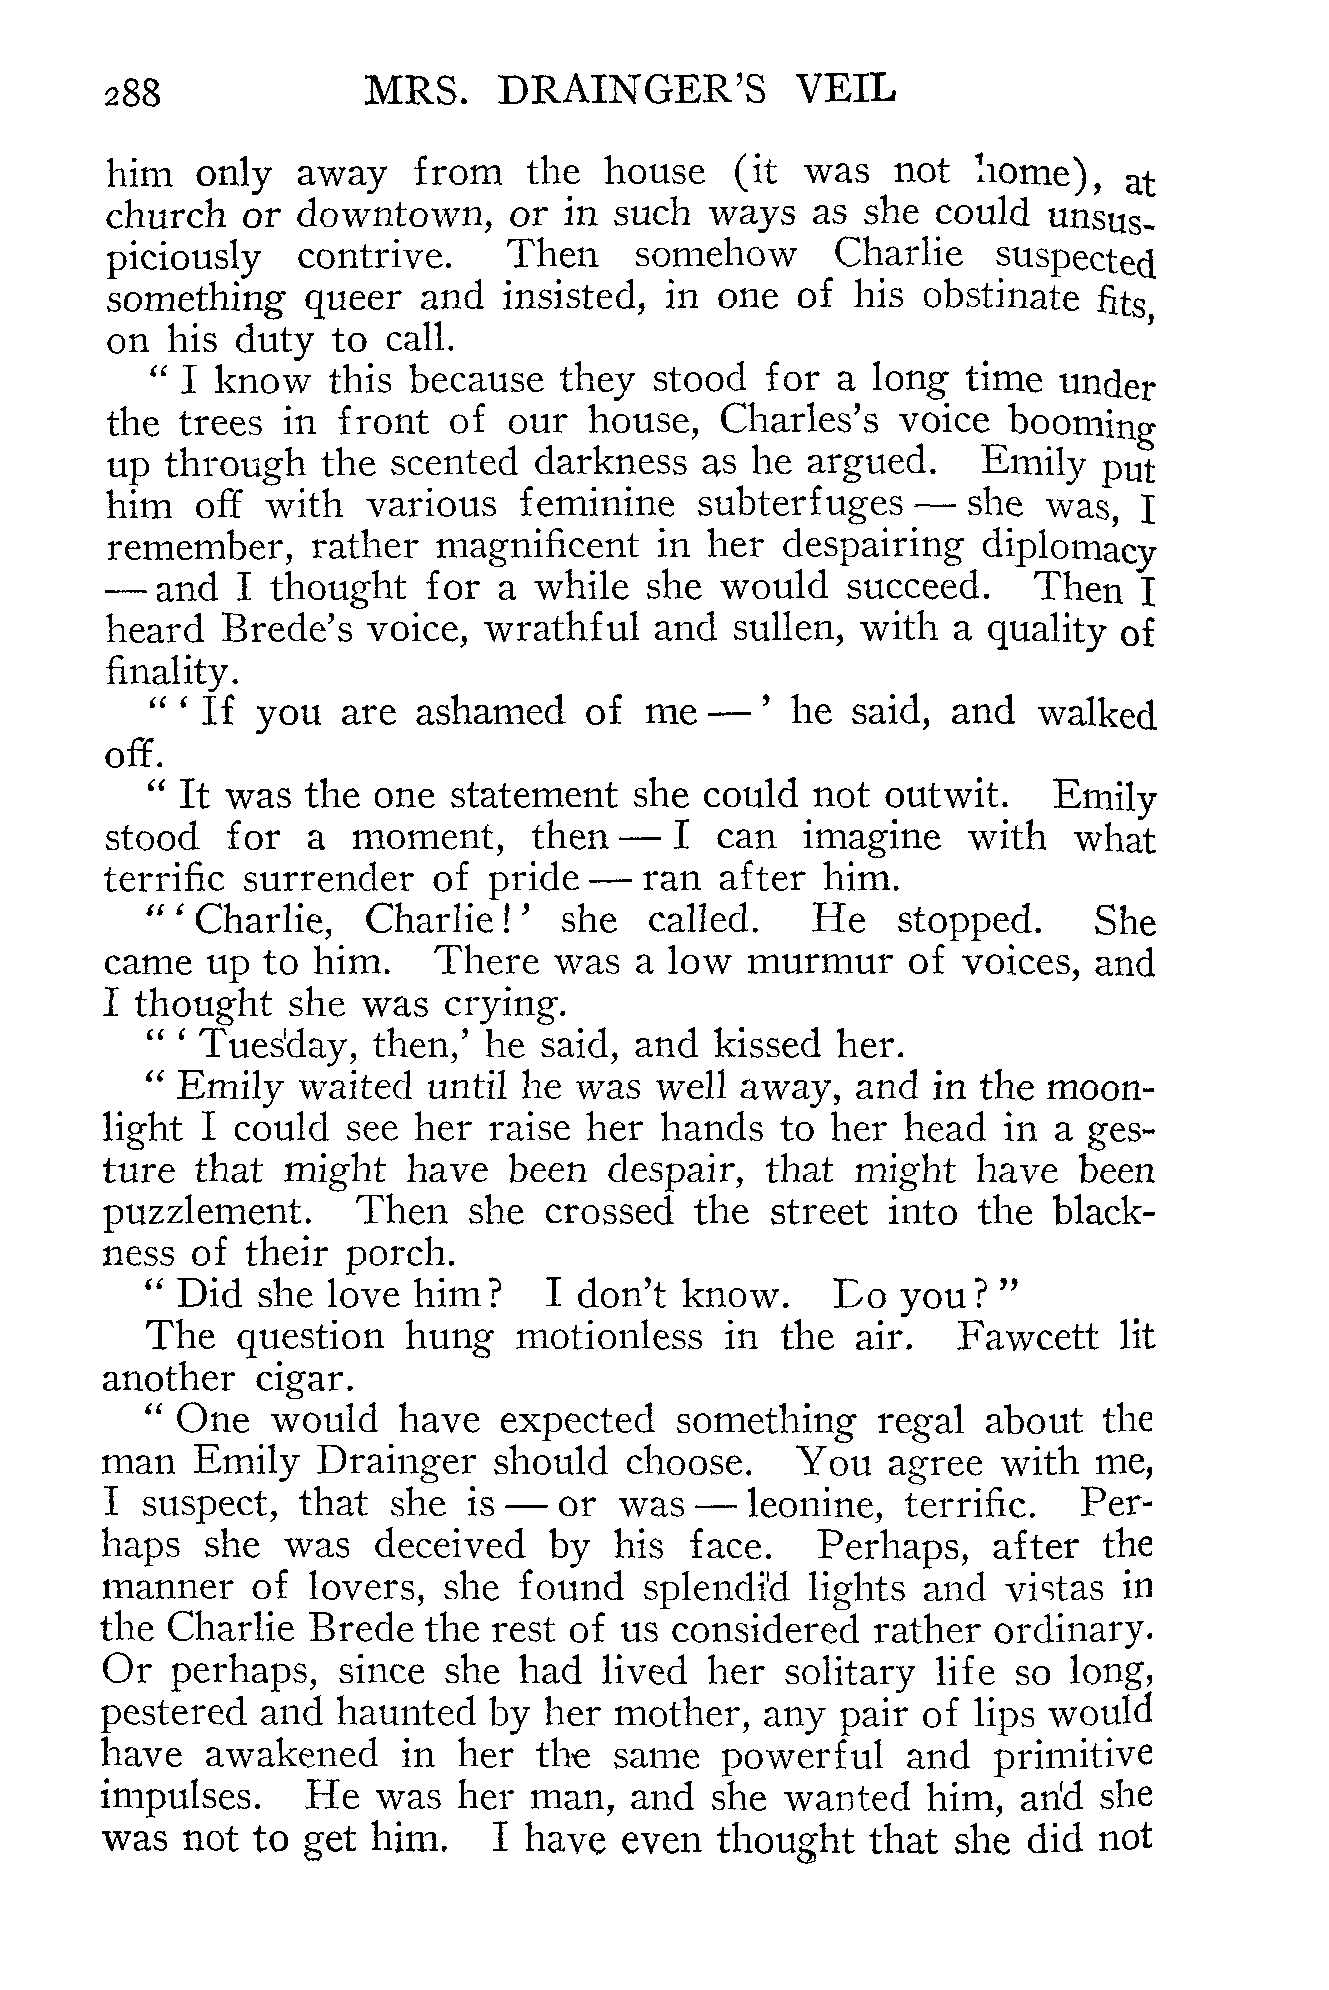 288 MRS. DRAINGER'S VEIL
him only away from the house (it was not home), at
church or downtown, or in such ways as she could unsus-
piciously contrive. Then somehow Charlie suspected
something queer and insisted, in one of his obstinate fits,
on his duty to call.
“ I know this because they stood for a long time under
the trees in front of our house, Charles's voice booming
up through the scented darkness as he argued. Emily put
him off with various feminine subterfuges — she was, I
remember, rather magnificent in her despairing diplomacy
— and I thought for a while she would succeed. Then I
heard Brede's voice, wrathful and sullen, with a quality of
finality.
“ ‘ If you are ashamed of me — ’ he said, and walked
off.
“ It was the one statement she could not outwit. Emily
stood for a moment, then — I can imagine with what
terrific surrender of pride — ran after him.
“ ‘ Charlie, Charlie! ’ she called. He stopped. She
came up to him. There was a low murmur of voices, and
I thought she was crying.
“ ‘ Tuesday, then,’ he said, and kissed her.
“ Emily waited until he was well away, and in the moon-
light I could see her raise her hands to her head in a ges-
ture that might have been despair, that might have been
puzzlement. Then she crossed the street into the black-
ness of their porch.
“ Did she love him? I don't know. Do you? ”
The question hung motionless in the air. Fawcett lit
another cigar.
“ One would have expected something regal about the
man Emily Drainger should choose. You agree with me,
I suspect, that she is — or was — leonine, terrific. Per-
haps she was deceived by his face. Perhaps, after the
manner of lovers, she found splendid lights and vistas in
the Charlie Brede the rest of us considered rather ordinary.
Or perhaps, since she had lived her solitary life so long,
pestered and haunted by her mother, any pair of lips would
have awakened in her the same powerful and primitive
impulses. He was her man, and she wanted him, and she
was not to get him. I have even thought that she did not